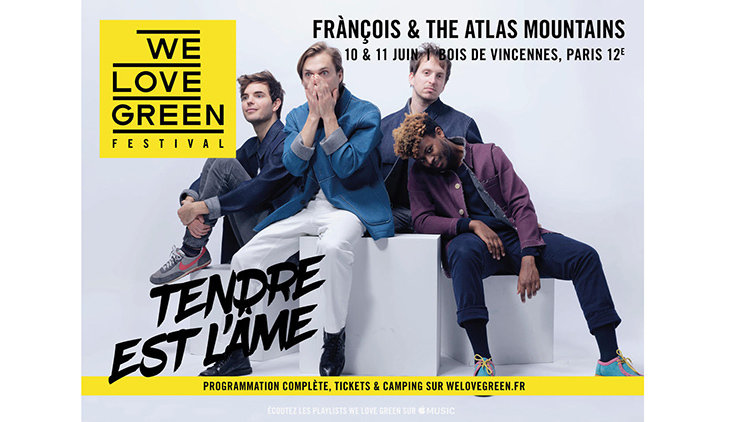 WE
LOVE
GREEN
FESTIVAL
FRÀNÇOIS & THE ATLAS MOUNTAINS
10 & 11 JUIN | BOIS DE VINCENNES, PARIS 12E
TENDRE
EST L'ÂME
PROGRAMMATION COMPLÈTE, TICKETS & CAMPING SUR WELOVEGREEN.FR
ÉCOUTEZ LES PLAYLISTS WE LOVE GREEN SUR MUSIC